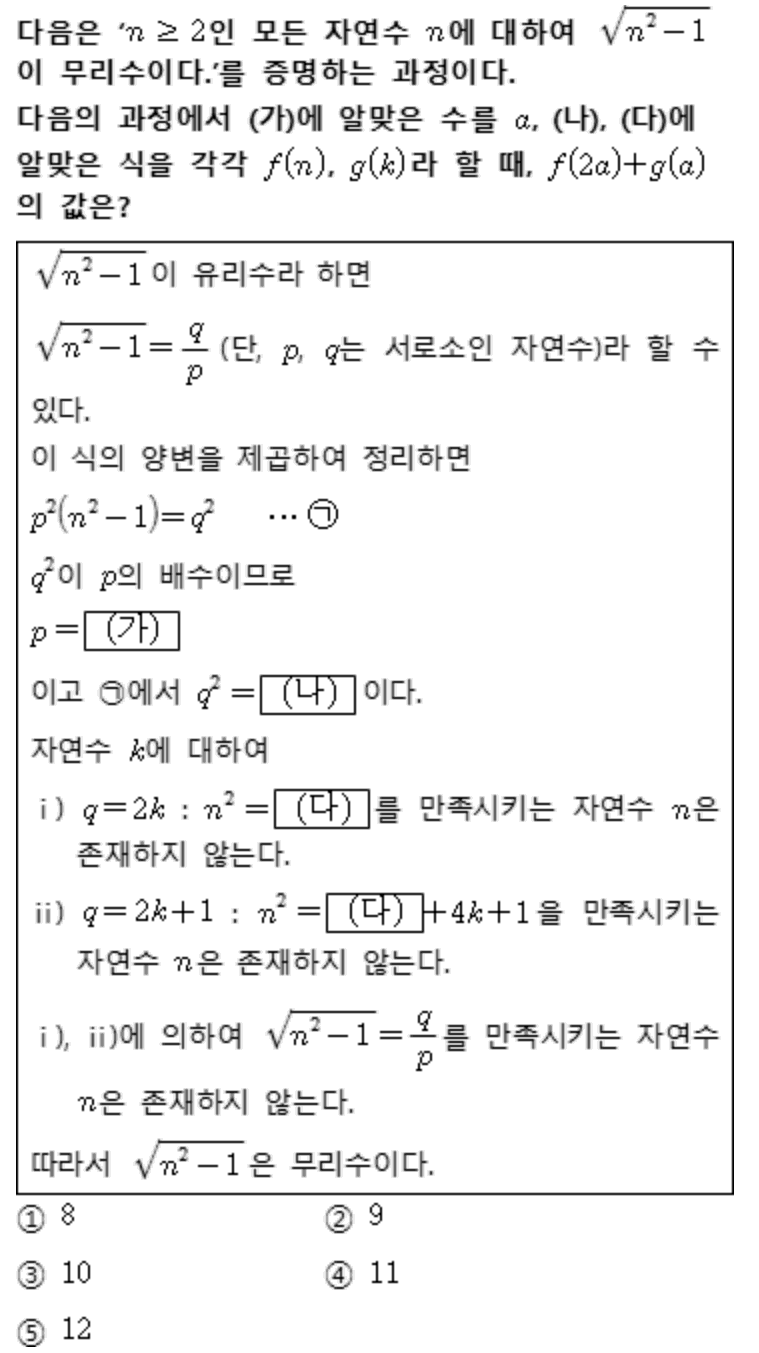 다음은 ‘n ≥ 2인 모든 자연수 n에 대하여 √(n²−1)
이 무리수이다.’를 증명하는 과정이다.
다음의 과정에서 (가)에 알맞은 수를 a, (나), (다)에
알맞은 식을 각각 f(n), g(k)라 할 때, f(2a)+g(a)
의 값은?
√(n²−1) 이 유리수라 하면
√(n²−1) = q/p (단, p, q는 서로소인 자연수)라 할 수
있다.
이 식의 양변을 제곱하여 정리하면
p²(n²−1)=q² ⋯ ㉠
q²이 p의 배수이므로
p = (가)
이고 ㉠에서 q² = (나) 이다.
자연수 k에 대하여
ⅰ) q=2k : n² = (다) 를 만족시키는 자연수 n은
존재하지 않는다.
ⅱ) q=2k+1 : n² = (다) +4k+1을 만족시키는
자연수 n은 존재하지 않는다.
ⅰ), ⅱ)에 의하여 √(n²−1) = q/p 를 만족시키는 자연수
n은 존재하지 않는다.
따라서 √(n²−1) 은 무리수이다.
① 8 ② 9
③ 10 ④ 11
⑤ 12